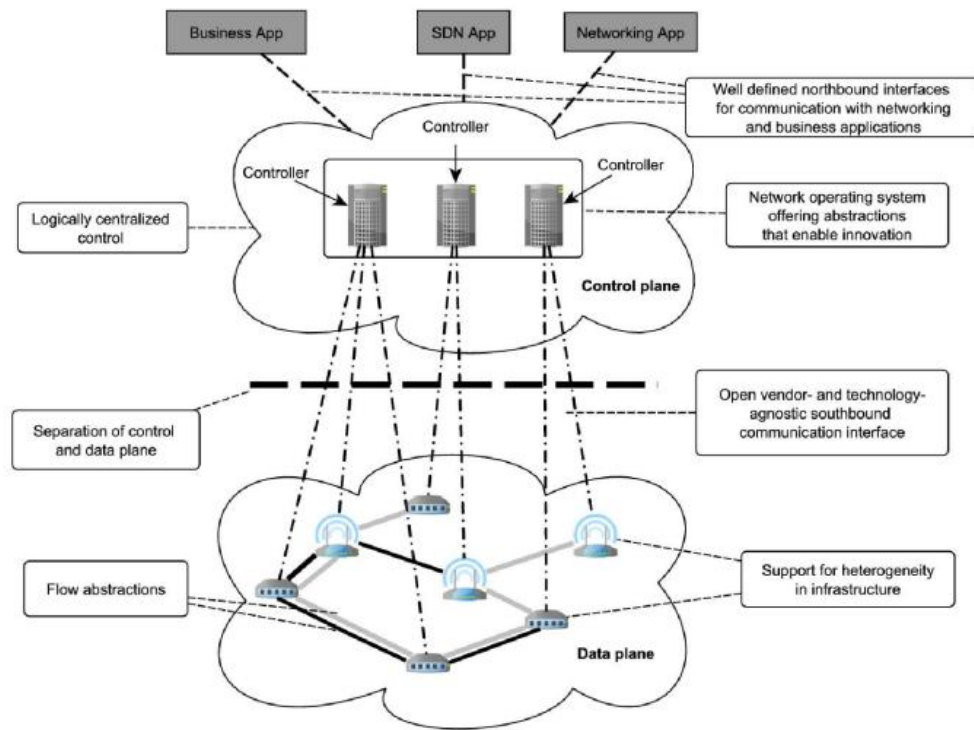 Business App
SDN App
Networking App
Well defined northbound interfaces
for communication with networking
and business applications
Controller
Controller
Controller
Logically centralized
control
Network operating system
offering abstractions
that enable innovation
Control plane
Open vendor- and technology-
agnostic southbound
communication interface
Separation of control
and data plane
Flow abstractions
Support for heterogeneity
in infrastructure
Data plane